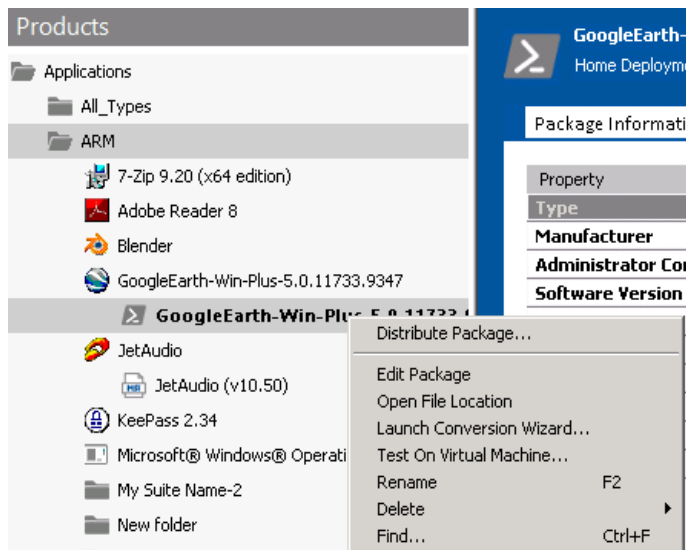 Products
Applications
All_Types
ARM
7-Zip 9.20 (x64 edition)
Adobe Reader 8
Blender
GoogleEarth-Win-Plus-5.0.11733.9347
GoogleEarth-Win-Plus-5.0.11733.
JetAudio
JetAudio (v10.50)
KeePass 2.34
Microsoft® Windows® Operati
My Suite Name-2
New folder
GoogleEarth-
Home Deployme
Package Informati
Property
Type
Manufacturer
Administrator Co
Software Version
Distribute Package...
Edit Package
Open File Location
Launch Conversion Wizard...
Test On Virtual Machine...
Rename F2
Delete
Find... Ctrl+F